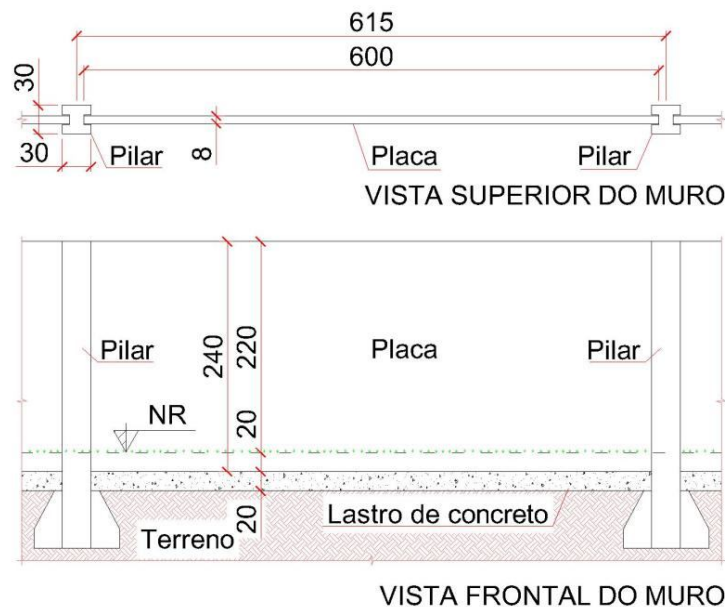 615
600
30
30
Pilar
8
Placa
Pilar
VISTA SUPERIOR DO MURO
Pilar
240
220
Placa
Pilar
NR
20
Terreno
20
Lastro de concreto
VISTA FRONTAL DO MURO